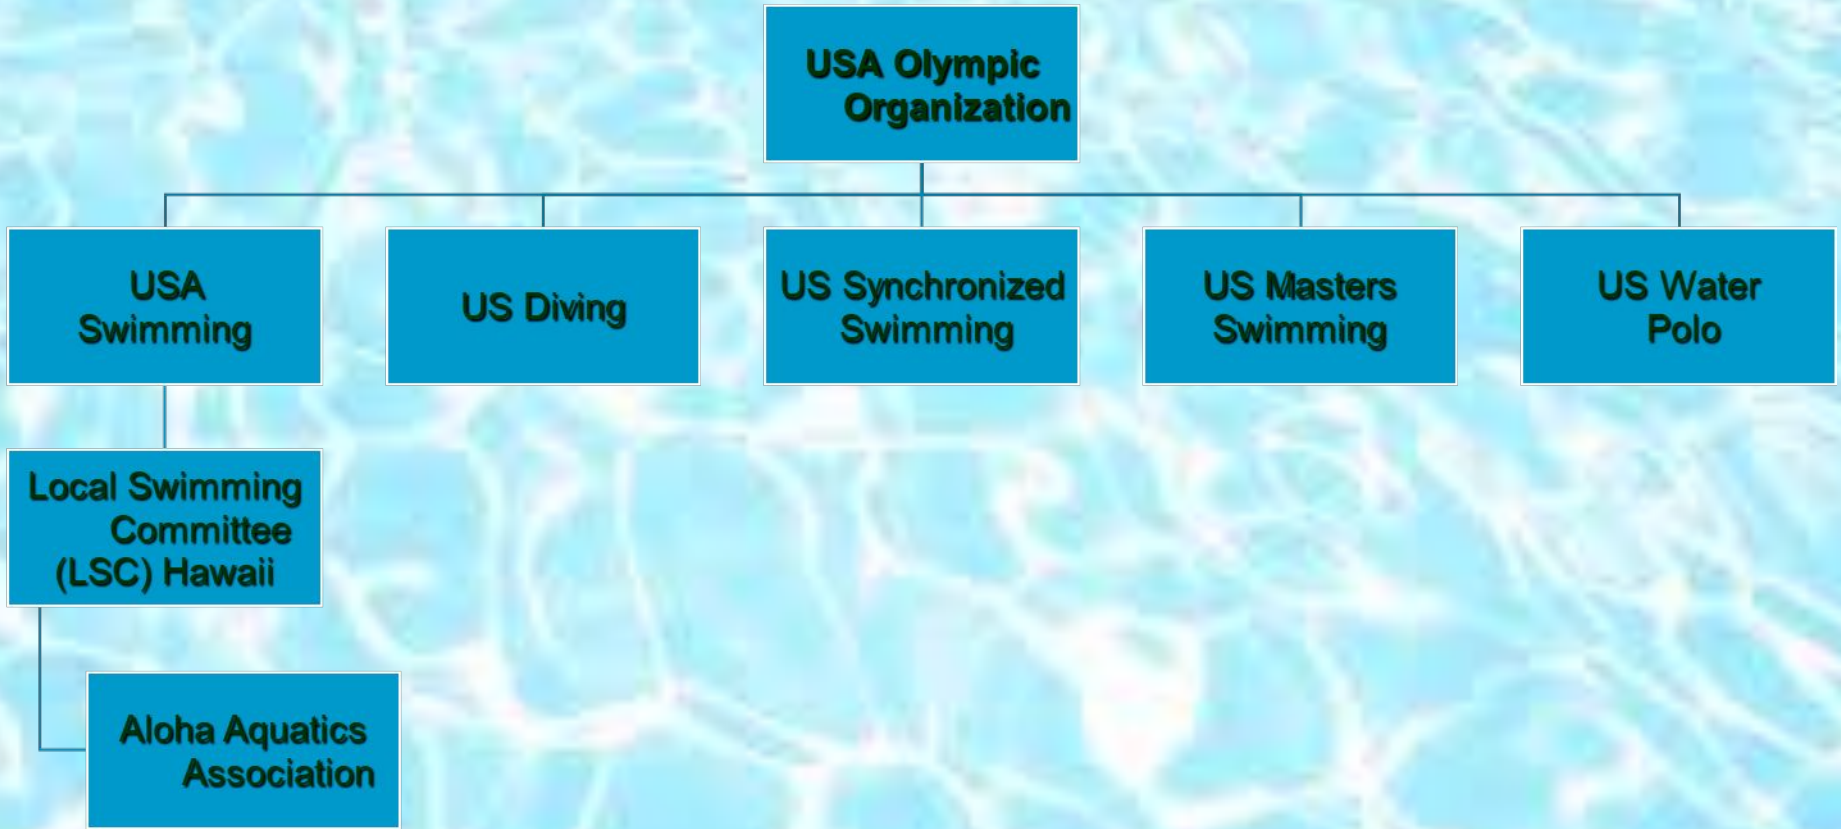 USA Olympic
Organization
USA
Swimming
US Diving
US Synchronized
Swimming
US Masters
Swimming
US Water
Polo
Local Swimming
Committee
(LSC) Hawaii
Aloha Aquatics
Association